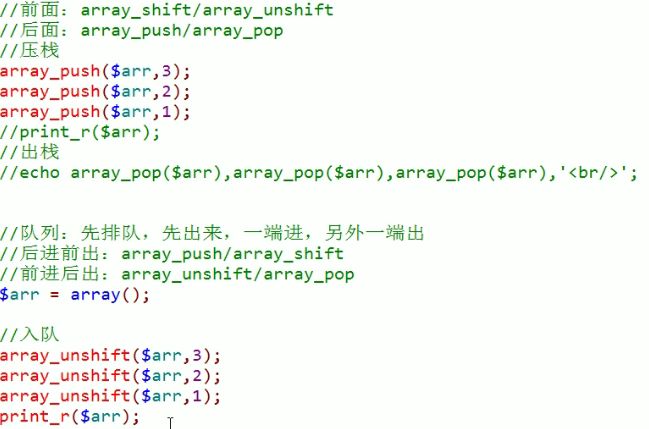 //前面：array_shift/array_unshift
//后面：array_push/array_pop
//压栈
array_push($arr,3);
array_push($arr,2);
array_push($arr,1);
//print_r($arr);
//出栈
//echo array_pop($arr),array_pop($arr),array_pop($arr),'<br/>';
//队列：先排队，先出来，一端进，另外一端出
//后进前出：array_push/array_shift
//前进后出：array_unshift/array_pop
$arr = array();
//入队
array_unshift($arr,3);
array_unshift($arr,2);
array_unshift($arr,1);
print_r($arr);